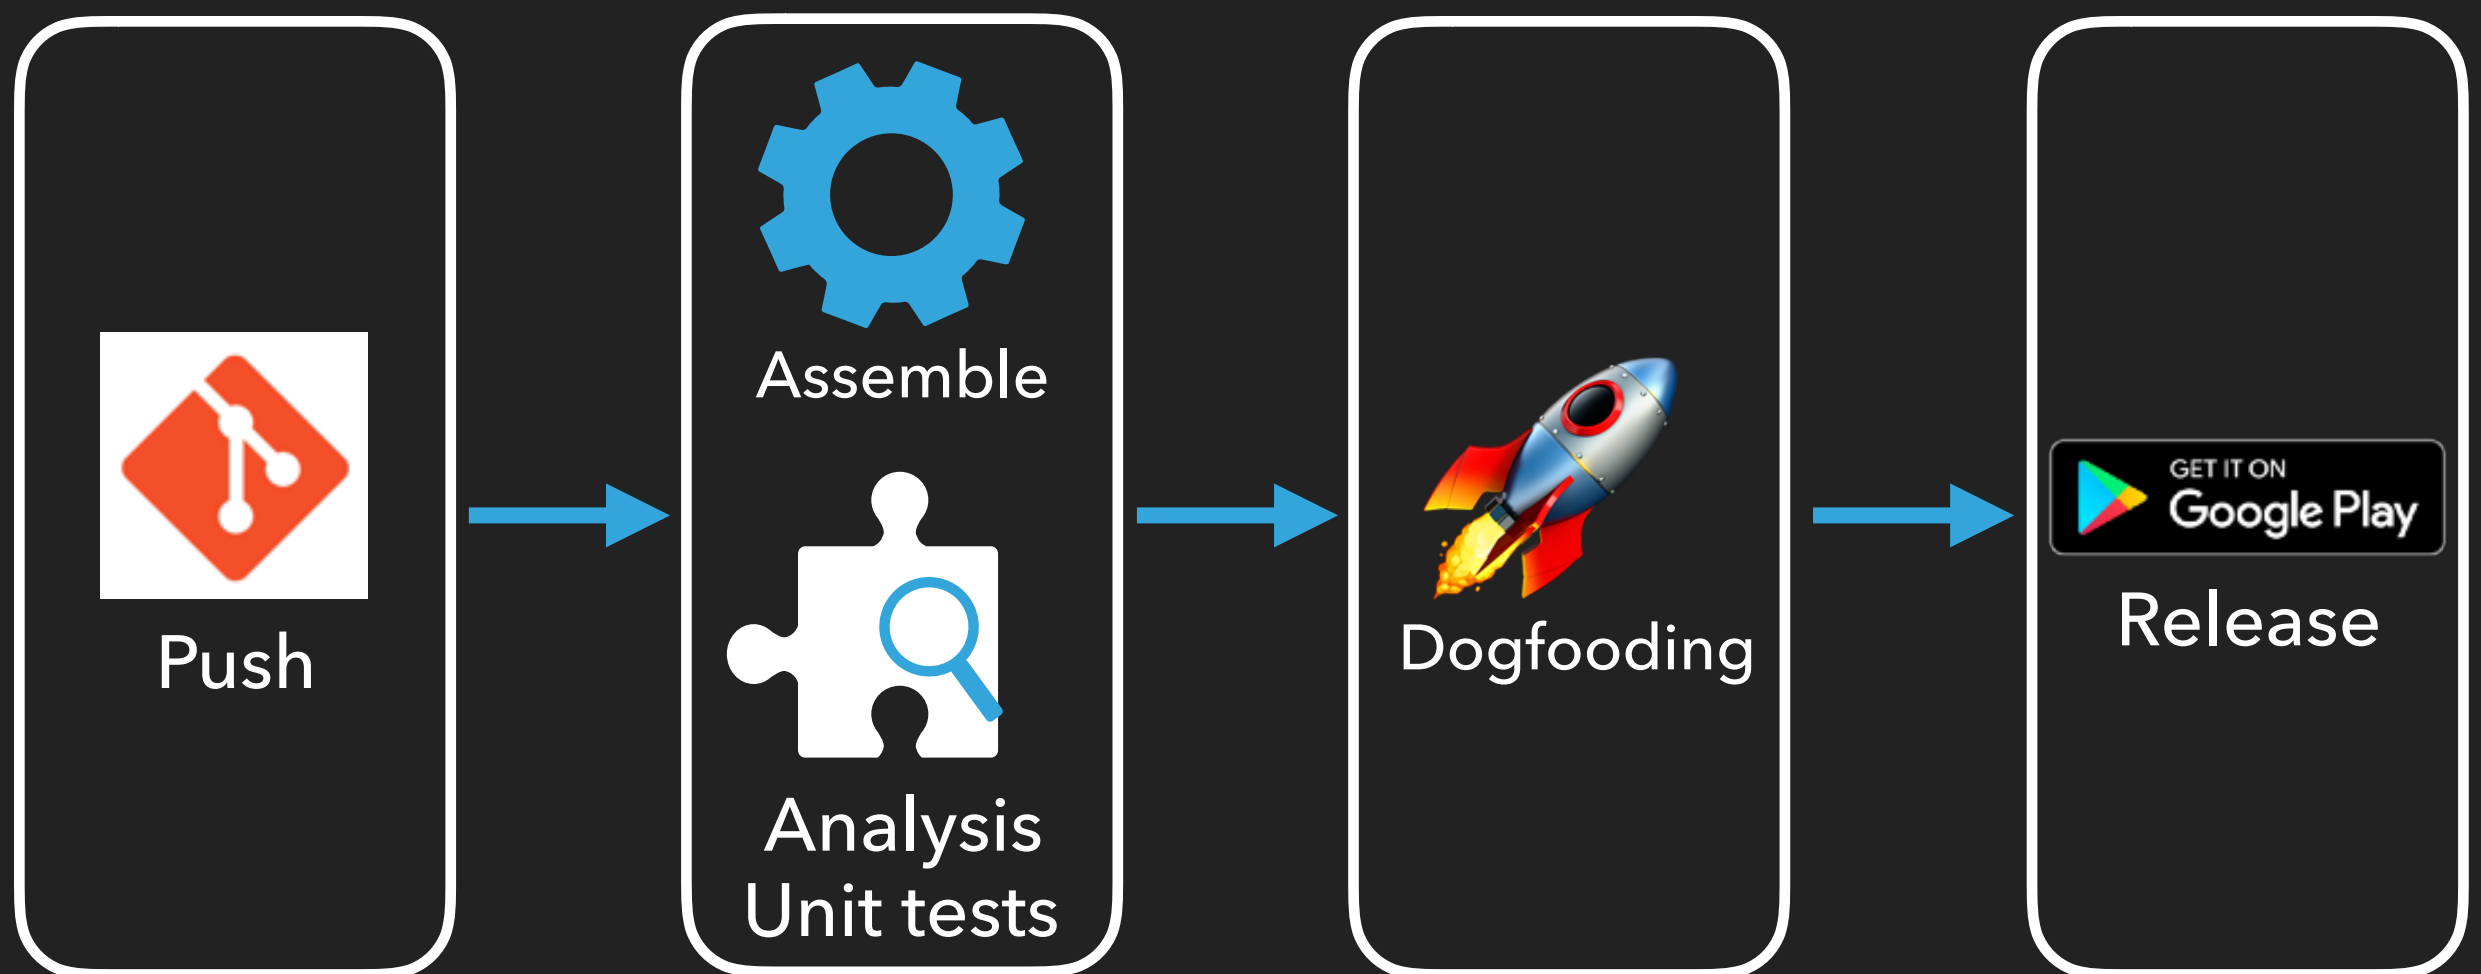 Push
Assemble
Analysis
Unit tests
Dogfooding
GET IT ON
Google Play
Release